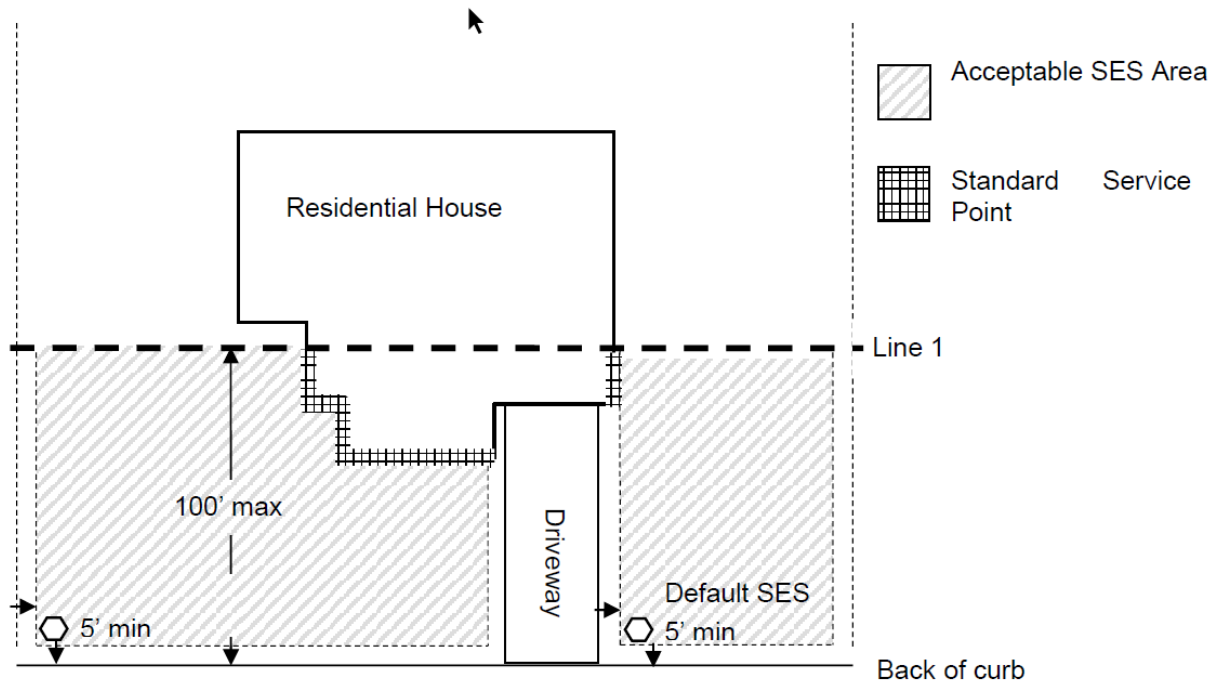 Acceptable SES Area
Standard Service
Point
Residential House
Line 1
100’ max
Driveway
Default SES
5’ min
5’ min
Back of curb